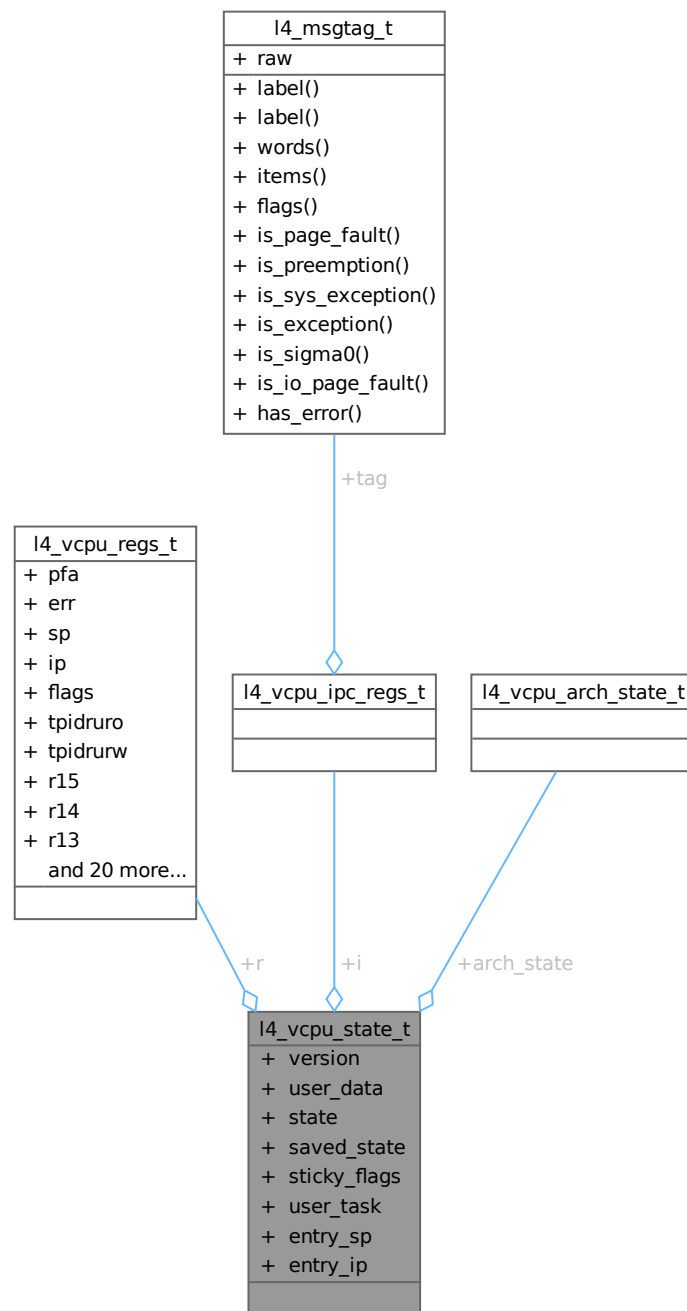 l4_msgtag_t
+ raw
+ label()
+ label()
+ words()
+ items()
+ flags()
+ is_page_fault()
+ is_preemption()
+ is_sys_exception()
+ is_exception()
+ is_sigma0()
+ is_io_page_fault()
+ has_error()
+tag
l4_vcpu_regs_t
+ pfa
+ err
+ sp
+ ip
+ flags
+ tpidruro
+ tpidrurw
+ r15
+ r14
+ r13
and 20 more...
l4_vcpu_ipc_regs_t
l4_vcpu_arch_state_t
+r
+i
+arch_state
l4_vcpu_state_t
+ version
+ user_data
+ state
+ saved_state
+ sticky_flags
+ user_task
+ entry_sp
+ entry_ip